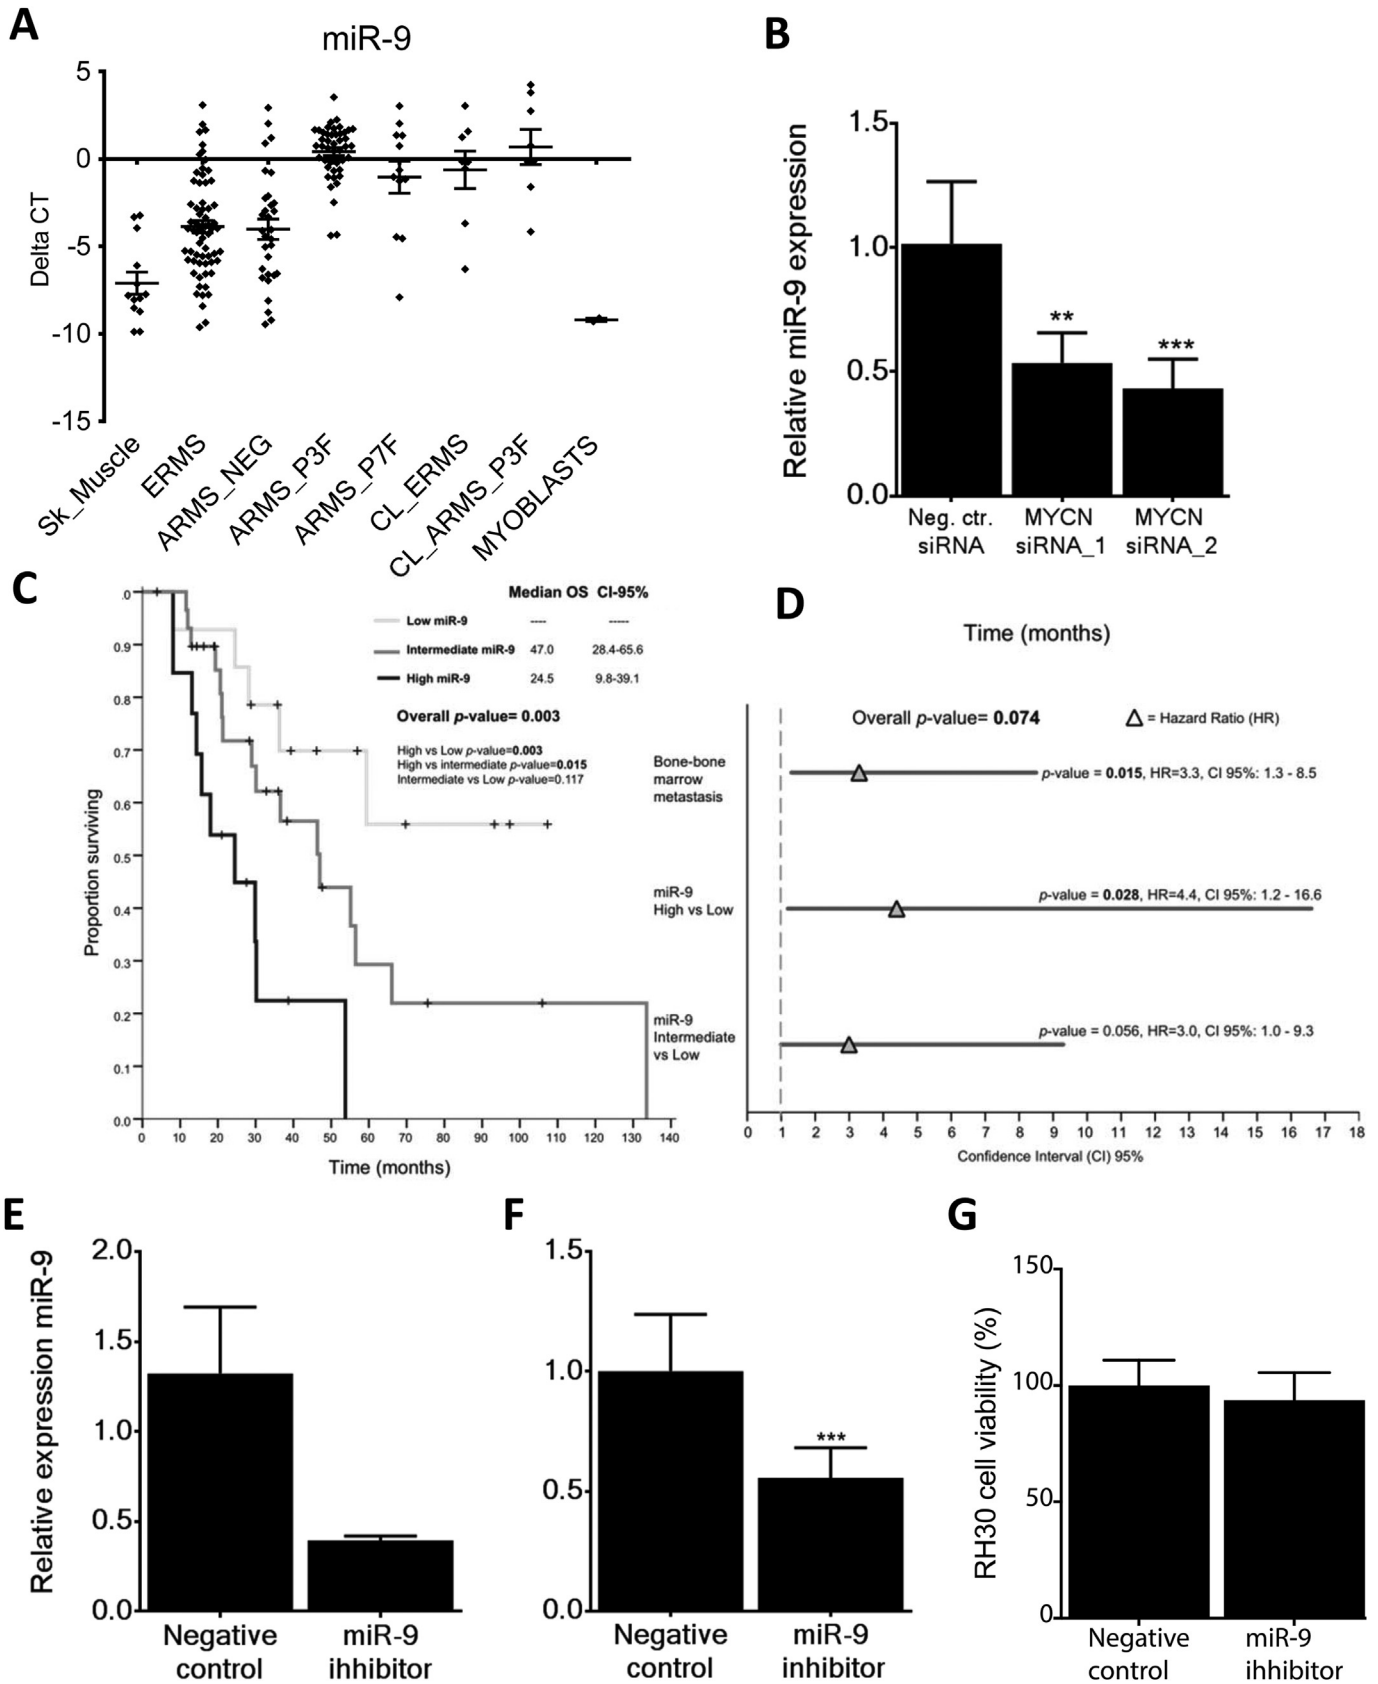 A
miR-9
Delta CT
5
0
-5
-10
-15
Sk_Muscle
ERMS
ARMS_NEG
ARMS_P3F
ARMS_P7F
CL_ERMS
CL_ARMS_P3F
MYOBLASTS
B
Relative miR-9 expression
1.5
1.0
0.5
0.0
**
***
Neg. ctr.
siRNA
MYCN
siRNA_1
MYCN
siRNA_2
C
Median OS CI-95%
Low miR-9 ---- -----
Intermediate miR-9 47.0 28.4-65.6
High miR-9 24.5 9.8-39.1
Overall p-value= 0.003
High vs Low p-value=0.003
High vs intermediate p-value=0.015
Intermediate vs Low p-value=0.117
Proportion surviving
.0
0.9
0.8
0.7
0.6
0.5
0.4
0.3
0.2
0.1
0.0
0 10 20 30 40 50 60 70 80 90 100 110 120 130 140
Time (months)
D
Time (months)
Overall p-value= 0.074
= Hazard Ratio (HR)
Bone-bone
marrow
metastasis
p-value = 0.015, HR=3.3, CI 95%: 1.3 - 8.5
miR-9
High vs Low
p-value = 0.028, HR=4.4, CI 95%: 1.2 - 16.6
miR-9
Intermediate
vs Low
p-value = 0.056, HR=3.0, CI 95%: 1.0 - 9.3
0 1 2 3 4 5 6 7 8 9 10 11 12 13 14 15 16 17 18
Confidence Interval (CI) 95%
E
Relative expression miR-9
2.0
1.5
1.0
0.5
0.0
Negative
control
miR-9
ihhibitor
F
1.5
1.0
0.5
0.0
***
Negative
control
miR-9
inhibitor
G
RH30 cell viability (%)
150
100
50
0
Negative
control
miR-9
ihhibitor